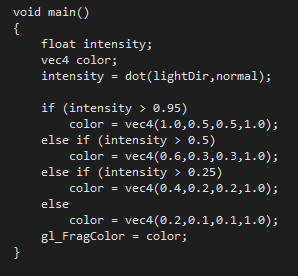 void main()
{
    float intensity;
    vec4 color;
    intensity = dot(lightDir,normal);

    if (intensity > 0.95)
        color = vec4(1.0,0.5,0.5,1.0);
    else if (intensity > 0.5)
        color = vec4(0.6,0.3,0.3,1.0);
    else if (intensity > 0.25)
        color = vec4(0.4,0.2,0.2,1.0);
    else
        color = vec4(0.2,0.1,0.1,1.0);
    gl_FragColor = color;
}